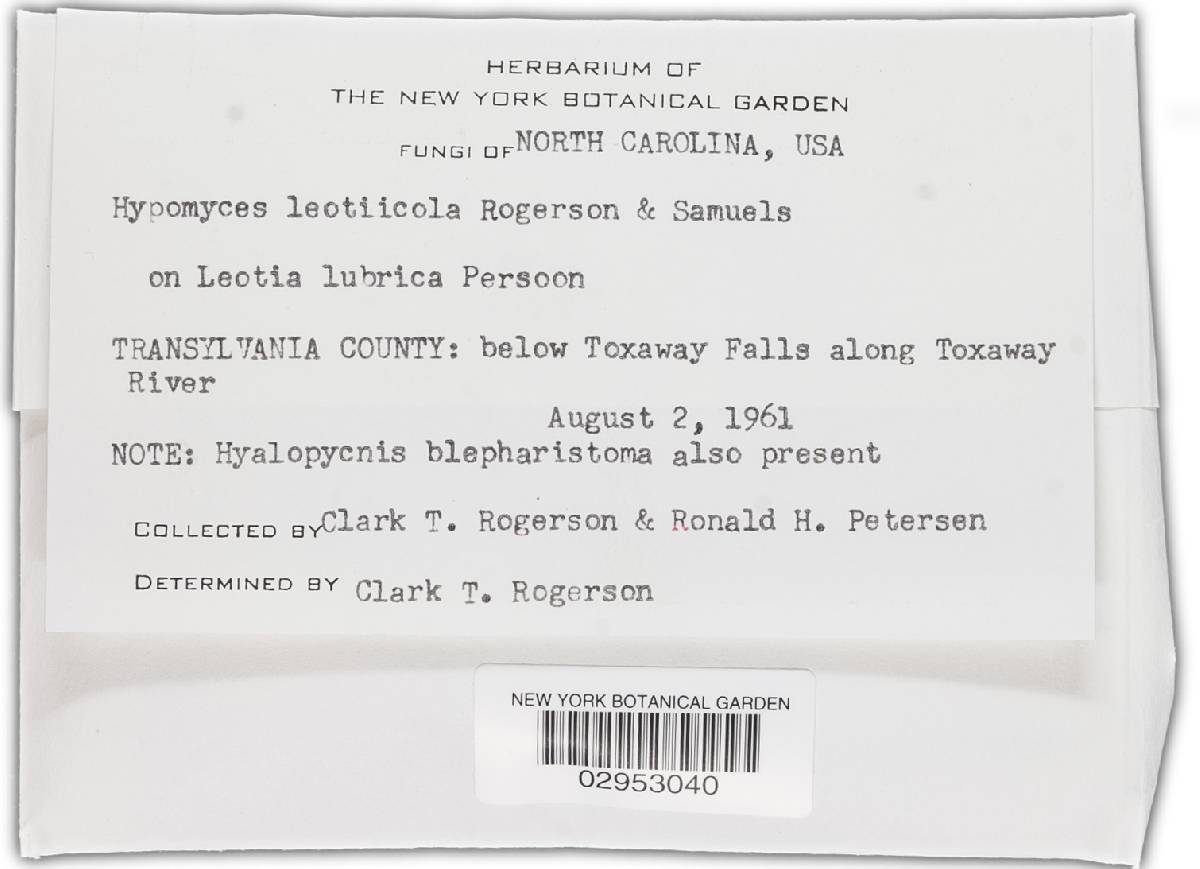 HERBARIUM OF
THE NEW YORK BOTANICAL GARDEN
FUNGI OF NORTH CAROLINA, USA
Hypomyces leotiicola Rogerson & Samuels
on Leotia lubrica Persoon
TRANSYLVANIA COUNTY: below Toxaway Falls along Toxaway
River
August 2, 1961
NOTE: Hyalopycnis blepharistoma also present
COLLECTED BY Clark T. Rogerson & Ronald H. Petersen
DETERMINED BY Clark T. Rogerson
NEW YORK BOTANICAL GARDEN
02953040